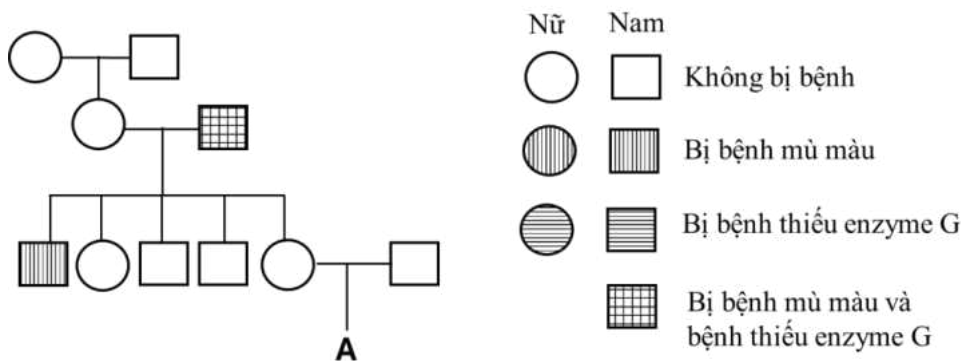 Nữ Nam
Không bị bệnh
Bị bệnh mù màu
Bị bệnh thiếu enzyme G
Bị bệnh mù màu và
bệnh thiếu enzyme G
A